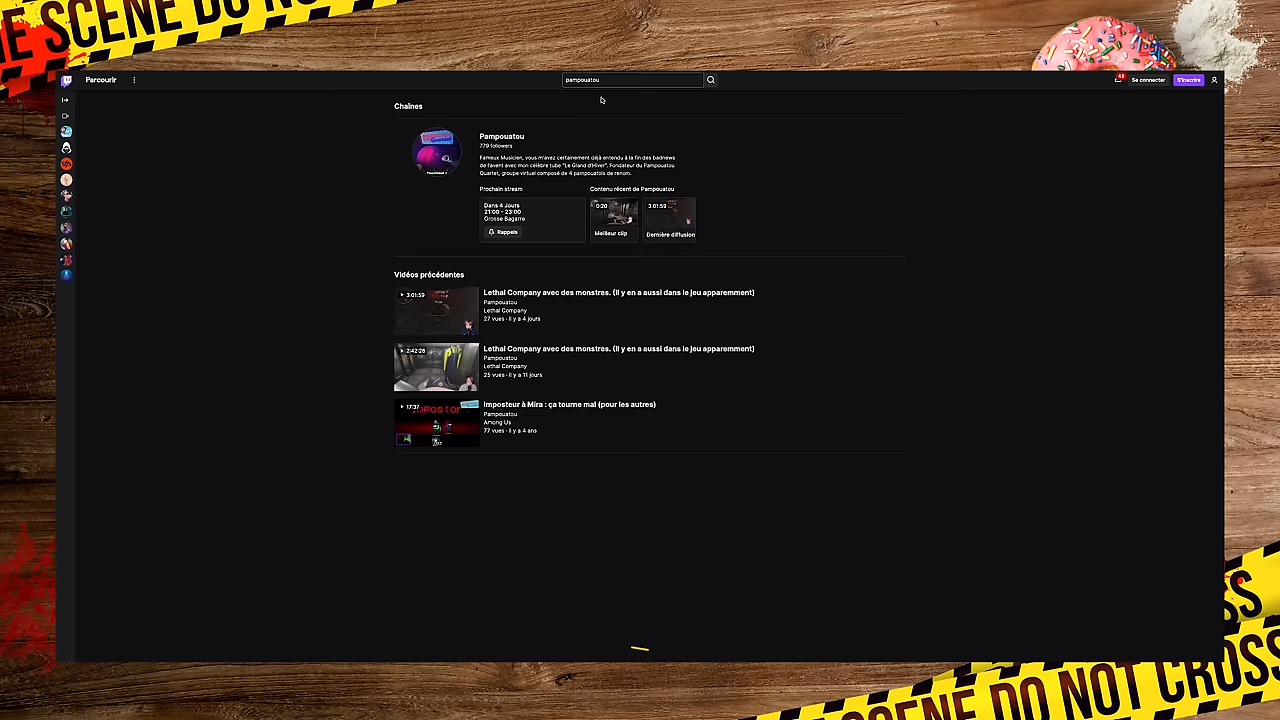 NE SCENE DO N
Parcourir
pampouatou
48
Se connecter
S'inscrire
Chaînes
Pampouatou
779 followers
Fameux Musicien, vous m'avez certainement déjà entendu à la fin des badnews
de l'avent avec mon célèbre tube "Le Gland d'Hiver". Fondateur du Pampouatou
Quartet, groupe virtuel composé de 4 pampouatois de renom.
Prochain stream
Contenu récent de Pampouatou
Dans 4 Jours
21:00 - 23:00
Grosse Bagarre
Rappels
0:20
Meilleur clip
3:01:59
Dernière diffusion
Vidéos précédentes
3:01:59
Lethal Company avec des monstres. (Il y en a aussi dans le jeu apparemment)
Pampouatou
Lethal Company
27 vues · il y a 4 jours
2:42:26
Lethal Company avec des monstres. (Il y en a aussi dans le jeu apparemment)
Pampouatou
Lethal Company
25 vues · il y a 11 jours
17:37
Imposteur à Mira : ça tourne mal (pour les autres)
Pampouatou
Among Us
77 vues · il y a 4 ans
SS
SCENE DO NOT CROSS